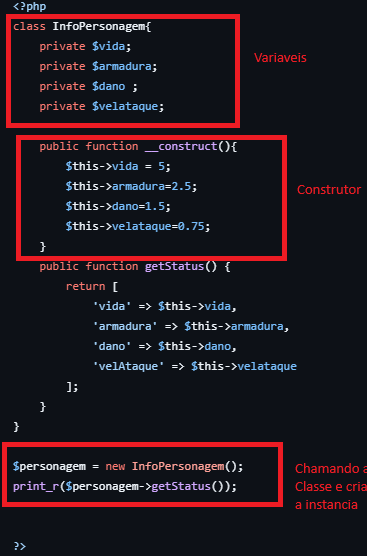 <?php
class InfoPersonagem{
private $vida;
private $armadura;
Variaveis
private $dano ;
private $velataque;
public function __construct(){
$this->vida = 5;
$this->armadura=2.5;
Construtor
$this->dano=1.5;
$this->velataque=0.75;
}
public function getStatus() {
return [
'vida' => $this->vida,
'armadura' => $this->armadura,
'dano' => $this->dano,
'velAtaque' => $this->velataque
];
}
}
$personagem = new InfoPersonagem();
print_r($personagem->getStatus());
Chamando a
Classe e cria
a instancia
?>